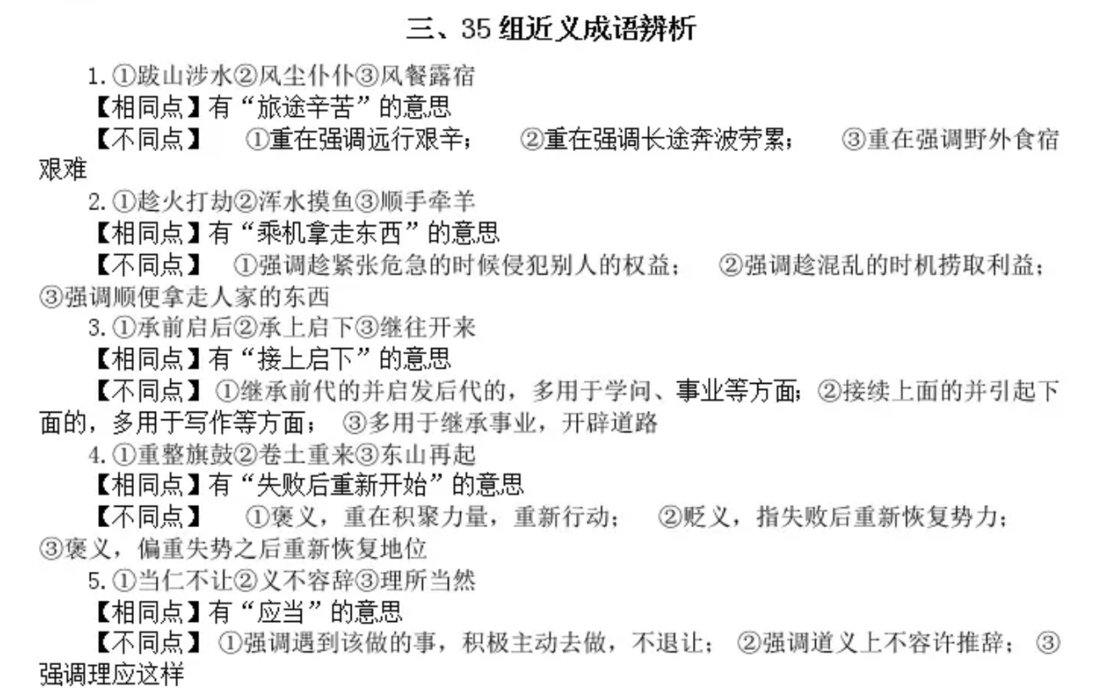 三、35组近义成语辨析
1.①跋山涉水②风尘仆仆③风餐露宿
【相同点】有“旅途辛苦”的意思
【不同点】 ①重在强调远行艰辛； ②重在强调长途奔波劳累； ③重在强调野外食宿
艰难
2.①趁火打劫②浑水摸鱼③顺手牵羊
【相同点】有“乘机拿走东西”的意思
【不同点】 ①强调趁紧张危急的时候侵犯别人的权益； ②强调趁混乱的时机捞取利益；
③强调顺便拿走人家的东西
3.①承前启后②承上启下③继往开来
【相同点】有“接上启下”的意思
【不同点】①继承前代的并启发后代的，多用于学问、事业等方面；②接续上面的并引起下
面的，多用于写作等方面； ③多用于继承事业，开辟道路
4.①重整旗鼓②卷土重来③东山再起
【相同点】有“失败后重新开始”的意思
【不同点】 ①褒义，重在积聚力量，重新行动； ②贬义，指失败后重新恢复势力；
③褒义，偏重失势之后重新恢复地位
5.①当仁不让②义不容辞③理所当然
【相同点】有“应当”的意思
【不同点】①强调遇到该做的事，积极主动去做，不退让； ②强调道义上不容许推辞； ③
强调理应这样